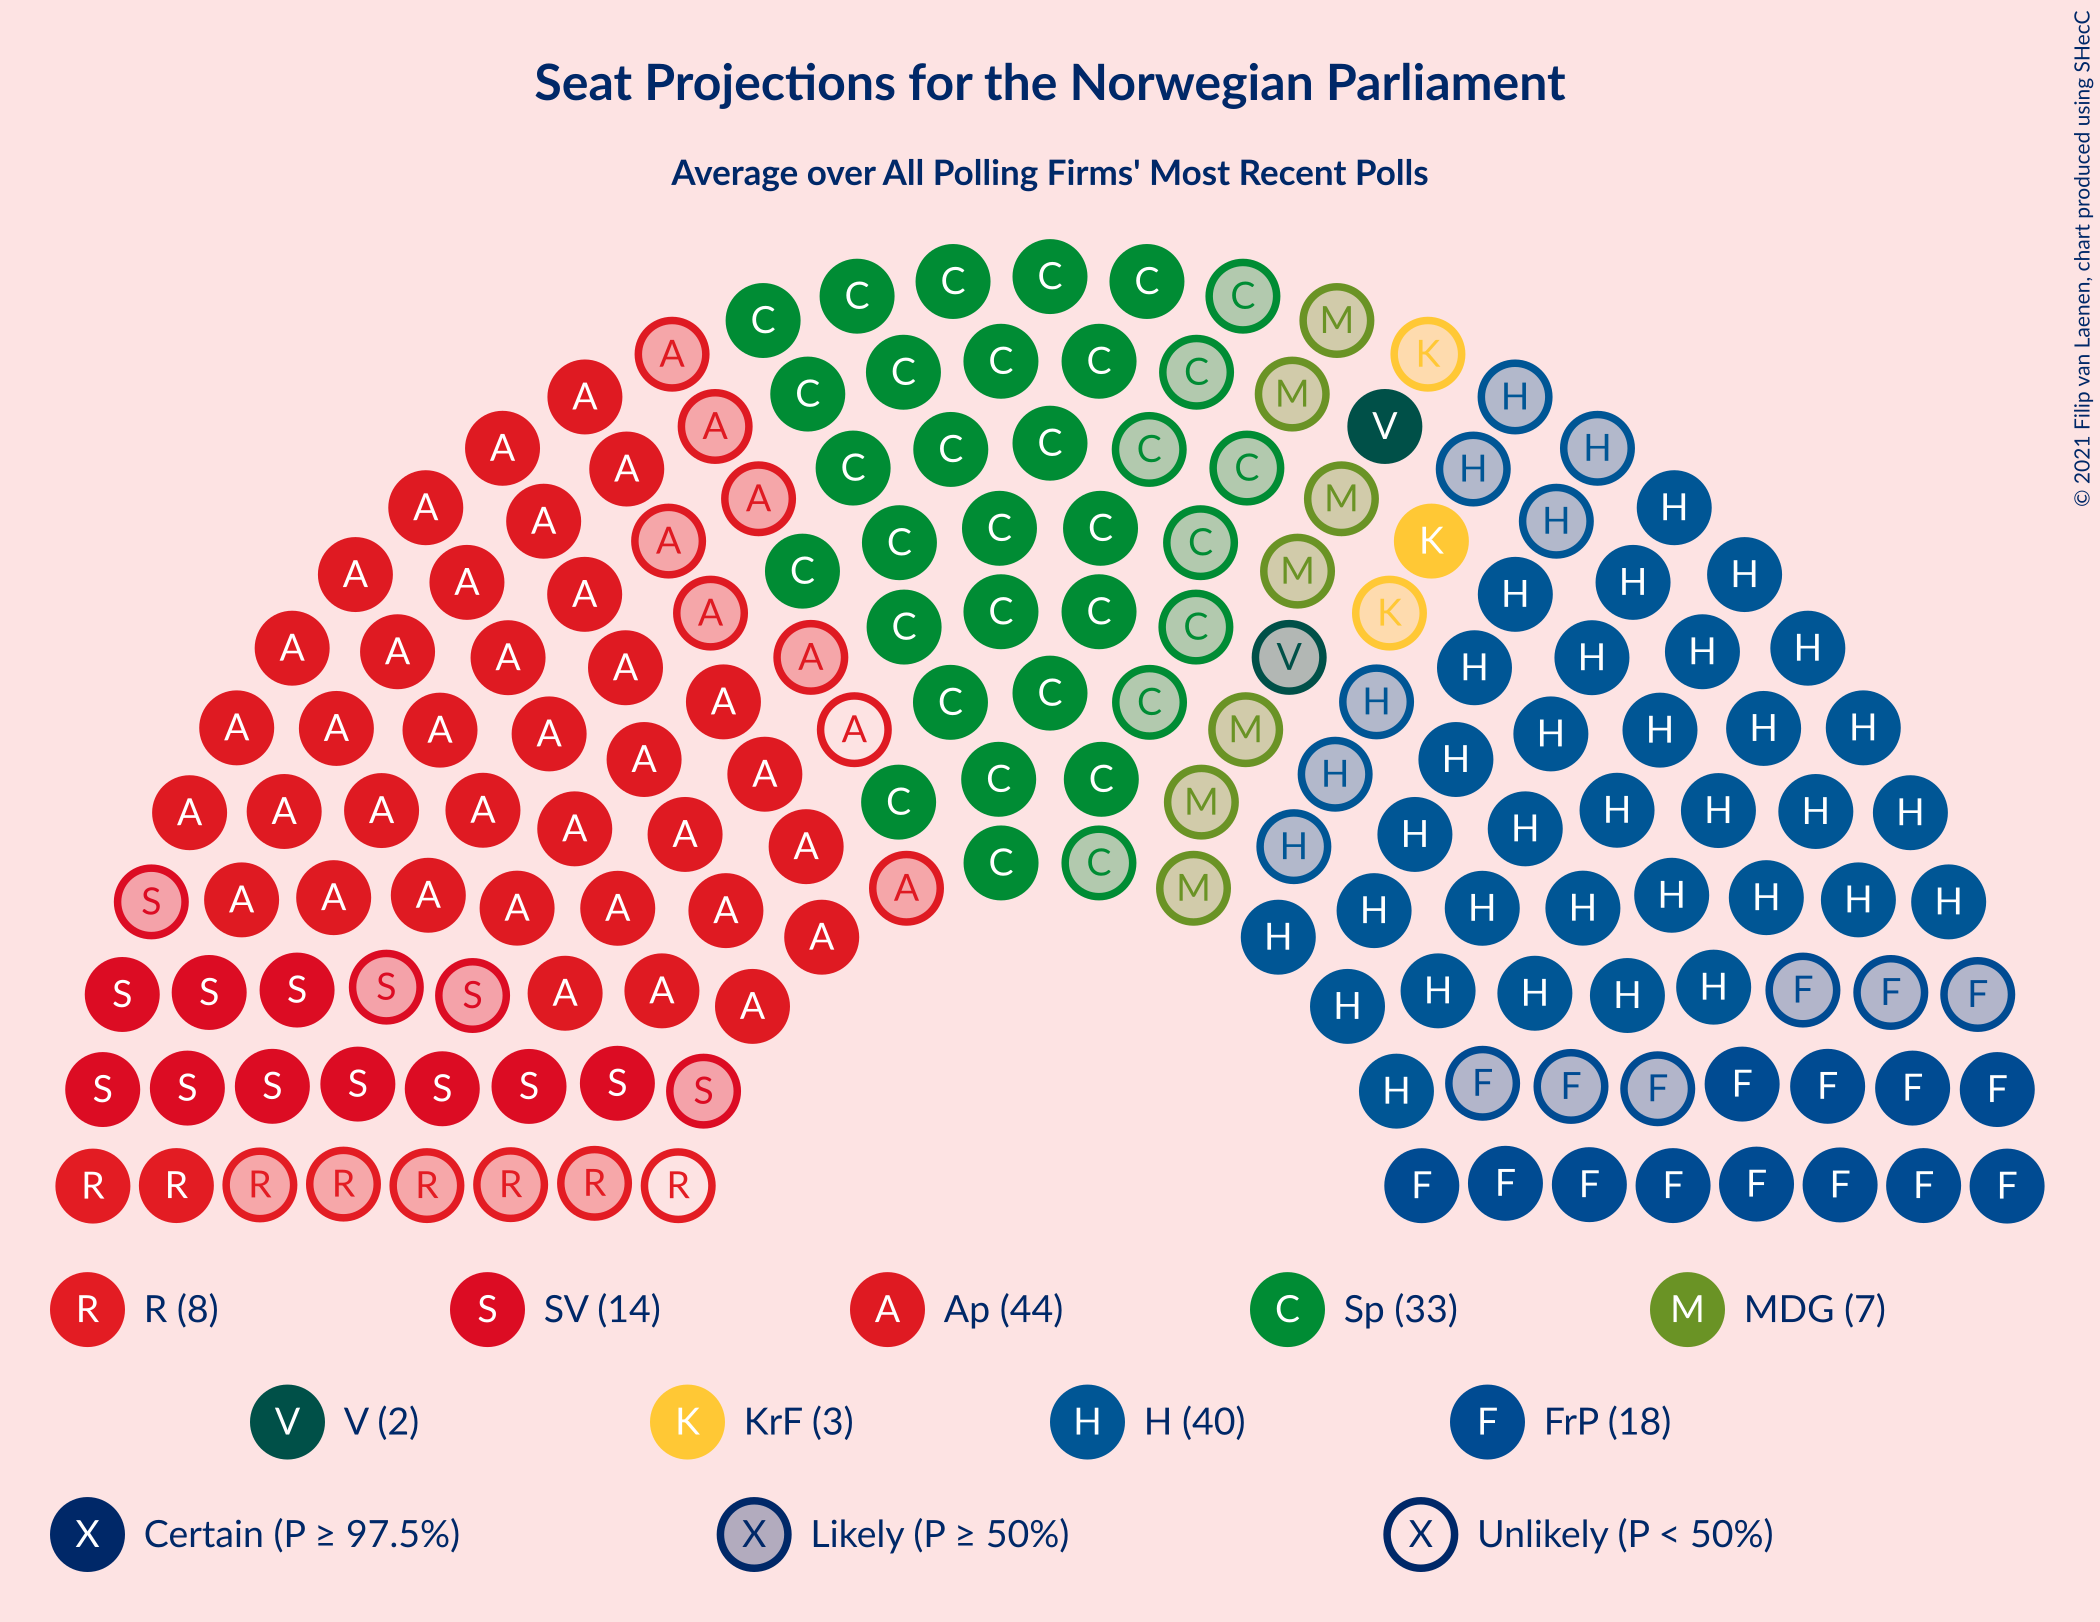 Seat Projections for the Norwegian Parliament
Average over All Polling Firms' Most Recent Polls
© 2021 Filip van Laenen, chart produced using SHecC
C C C C C
C M
A C C C C K
A C M H
A A C C C V H
A C C H
A A A C C M H H
A C C K
A A A C M H H H
A C C C C K
A A A A A V H H H H
A C C C H
A A A A A M H H H H
A A C C H H
A A A A A A C M H H H H H H
A C C H
S A A A A A A A M H H H H H H H
A H
S S S S S A A A H H H H H F F F
S S S S S S S S H F F F F F F F
R R R R R R R R F F F F F F F F
R R (8) S SV (14) A Ap (44) C Sp (33) M MDG (7)
V V (2) K KrF (3) H H (40) F FrP (18)
X Certain (P ≥ 97.5%) X Likely (P ≥ 50%) X Unlikely (P < 50%)